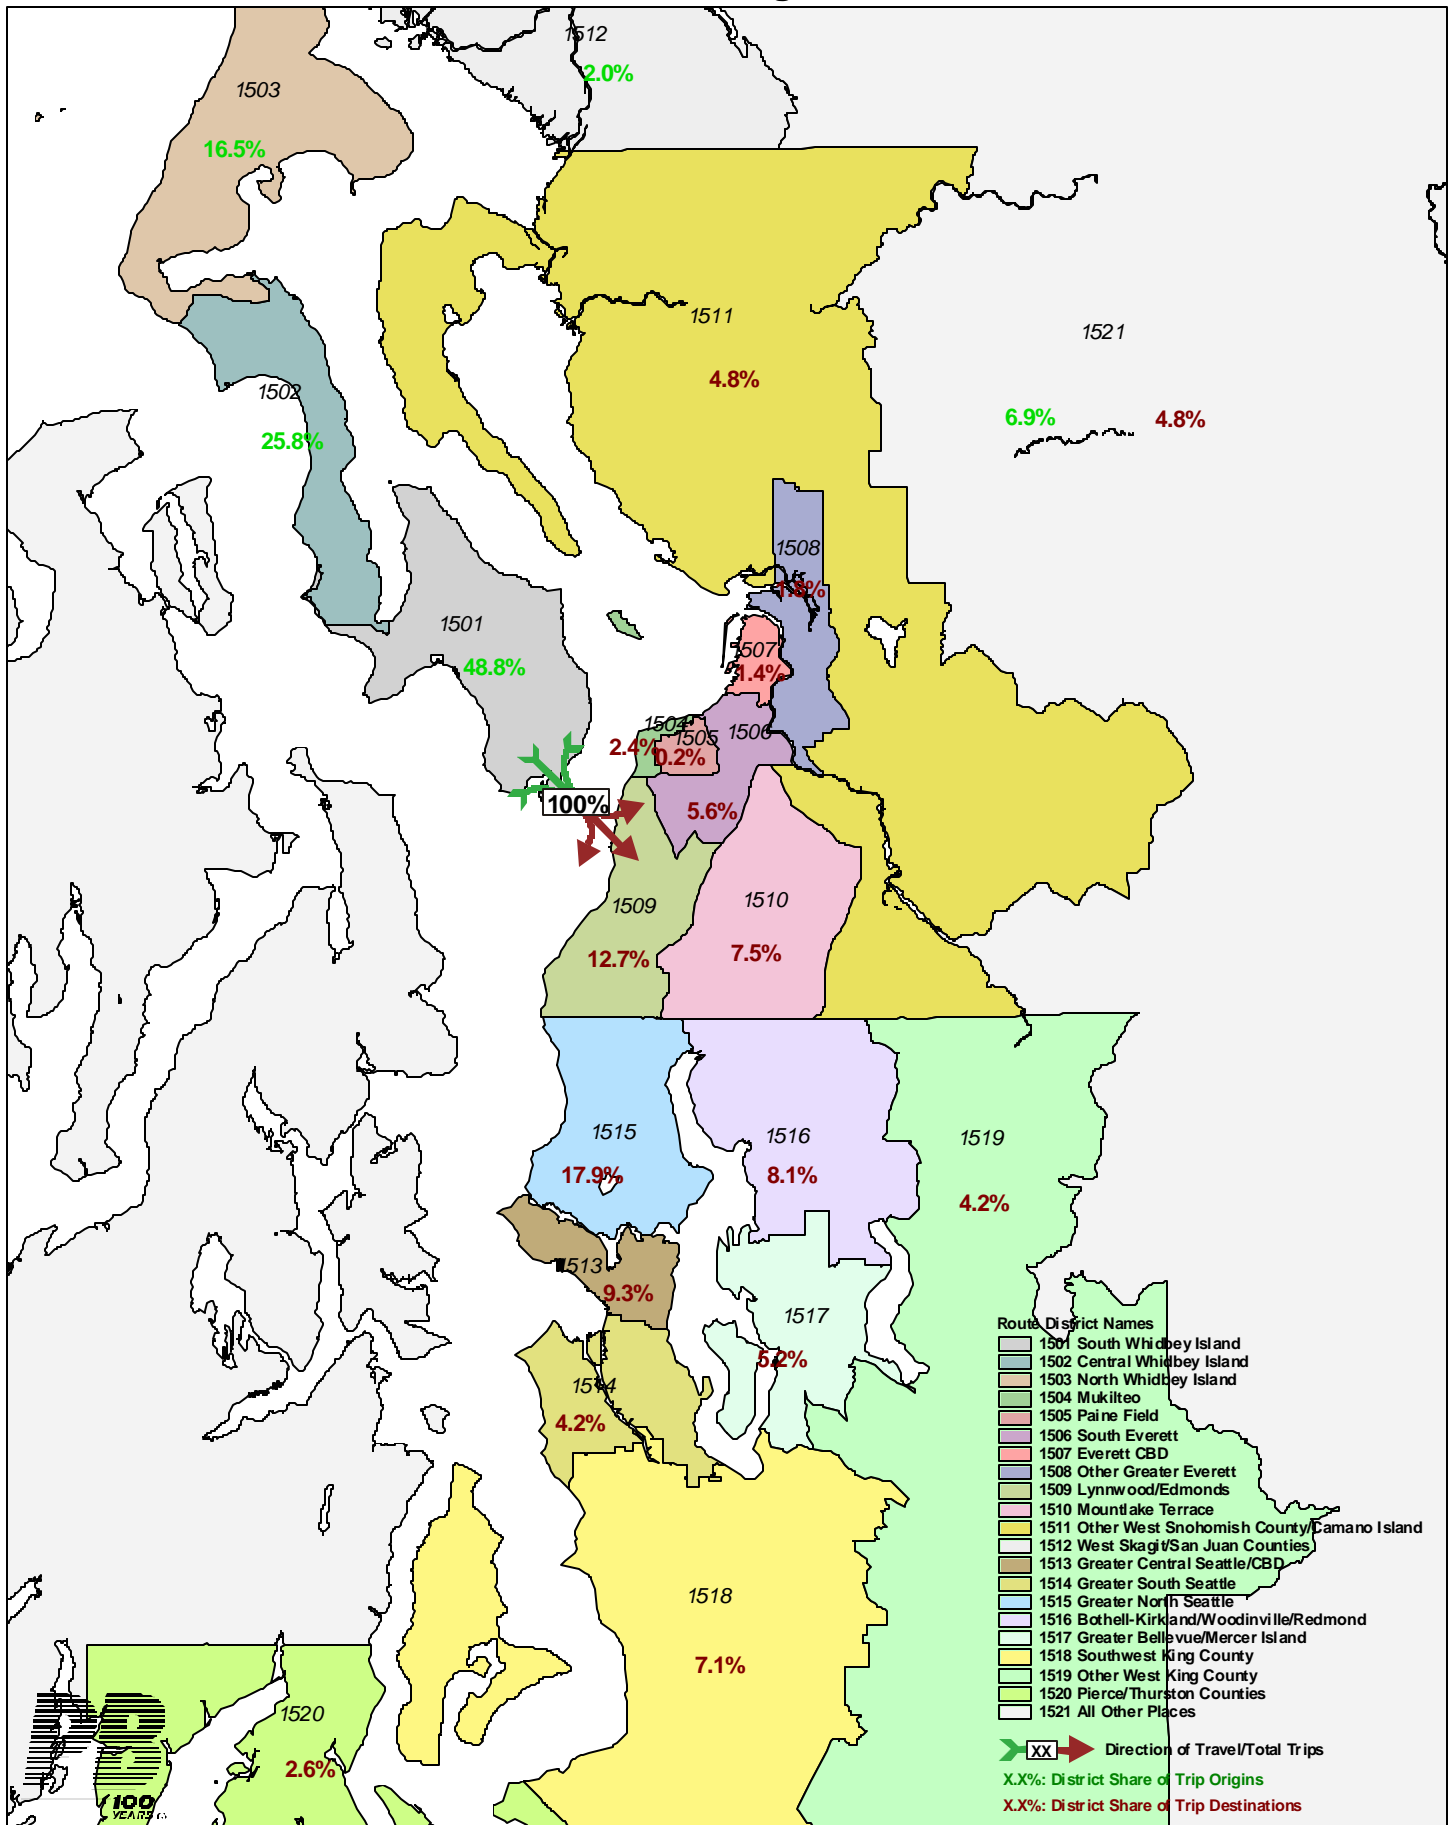 1512
2.0%
1503
16.5%
1511
4.8%
1521
6.9%
4.8%
1502
25.8%
1508
1.8%
1501
48.8%
1507
1.4%
1504
2.4%
1505
0.2%
1506
5.6%
100%
1509
12.7%
1510
7.5%
1515
17.9%
1516
8.1%
1519
4.2%
1513
9.3%
1517
5.2%
1514
4.2%
1518
7.1%
1520
2.6%
Route District Names
1501 South Whidbey Island
1502 Central Whidbey Island
1503 North Whidbey Island
1504 Mukilteo
1505 Paine Field
1506 South Everett
1507 Everett CBD
1508 Other Greater Everett
1509 Lynnwood/Edmonds
1510 Mountlake Terrace
1511 Other West Snohomish County/Camano Island
1512 West Skagit/San Juan Counties
1513 Greater Central Seattle/CBD
1514 Greater South Seattle
1515 Greater North Seattle
1516 Bothell-Kirkland/Woodinville/Redmond
1517 Greater Bellevue/Mercer Island
1518 Southwest King County
1519 Other West King County
1520 Pierce/Thurston Counties
1521 All Other Places
XX Direction of Travel/Total Trips
X.X%: District Share of Trip Origins
X.X%: District Share of Trip Destinations
PB
100
YEARS